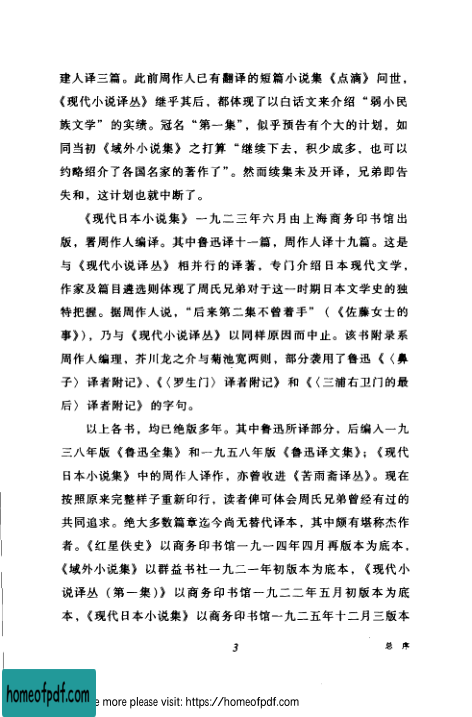 建人译三篇。此前周作人已有翻译的短篇小说集《点滴》问世，
《现代小说译丛》继乎其后，都体现了以白话文来介绍“弱小民
族文学”的实绩。冠名“第一集”，似乎预告有个大的计划，如
同当初《域外小说集》之打算“继续下去，积少成多，也可以
约略绍介了各国名家的著作了”。然而续集未及开译，兄弟即告
失和，这计划也就中断了。
《现代日本小说集》一九二三年六月由上海商务印书馆出
版，署周作人编译。其中鲁迅译十一篇，周作人译十九篇。这是
与《现代小说译丛》相并行的译著，专门介绍日本现代文学，
作家及篇目遴选则体现了周氏兄弟对于这一时期日本文学史的独
特把握。据周作人说，“后来第二集不曾着手”（《佐藤女士的
事》），乃与《现代小说译丛》以同样原因而中止。该书附录系
周作人编理，芥川龙之介与菊池宽两则，部分袭用了鲁迅《〈鼻
子〉译者附记》、《〈罗生门〉译者附记》和《〈三浦右卫门的最
后〉译者附记》的字句。
以上各书，均已绝版多年。其中鲁迅所译部分，后编入一九
三八年版《鲁迅全集》和一九五八年版《鲁迅译文集》；《现代
日本小说集》中的周作人译作，亦曾收进《苦雨斋译丛》。现在
按照原来完整样子重新印行，读者俾可体会周氏兄弟曾经有过的
共同追求。绝大多数篇章迄今尚无替代译本，其中颇有堪称杰作
者。《红星佚史》以商务印书馆一九一四年四月再版本为底本，
《域外小说集》以群益书社一九二一年初版本为底本，《现代小
说译丛（第一集）》以商务印书馆一九二二年五月初版本为底
本，《现代日本小说集》以商务印书馆一九二五年十二月三版本
3 总 序
homeofpdf.com
e more please visit: https://homeofpdf.com